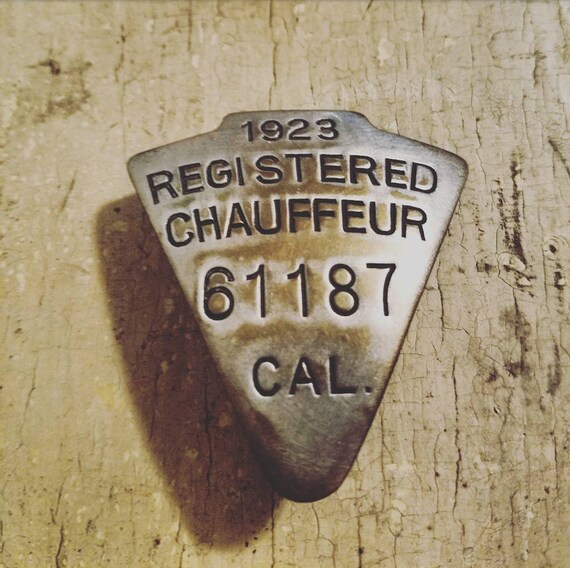 1923
REGISTERED
CHAUFFEUR
61187
CAL.